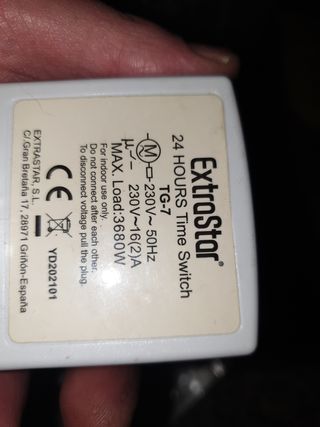 ExtraStar®
24 HOURS Time Switch
TG-7
M 230V~ 50Hz
μ 230V~16(2)A
MAX. Load:3680W
For indoor use only.
Do not connect after each other.
To disconnect voltage pull the plug.
CE YD202101
EXTRASTAR, S.L.
C/.Gran Bretaña 17, 28971 Griñón-España